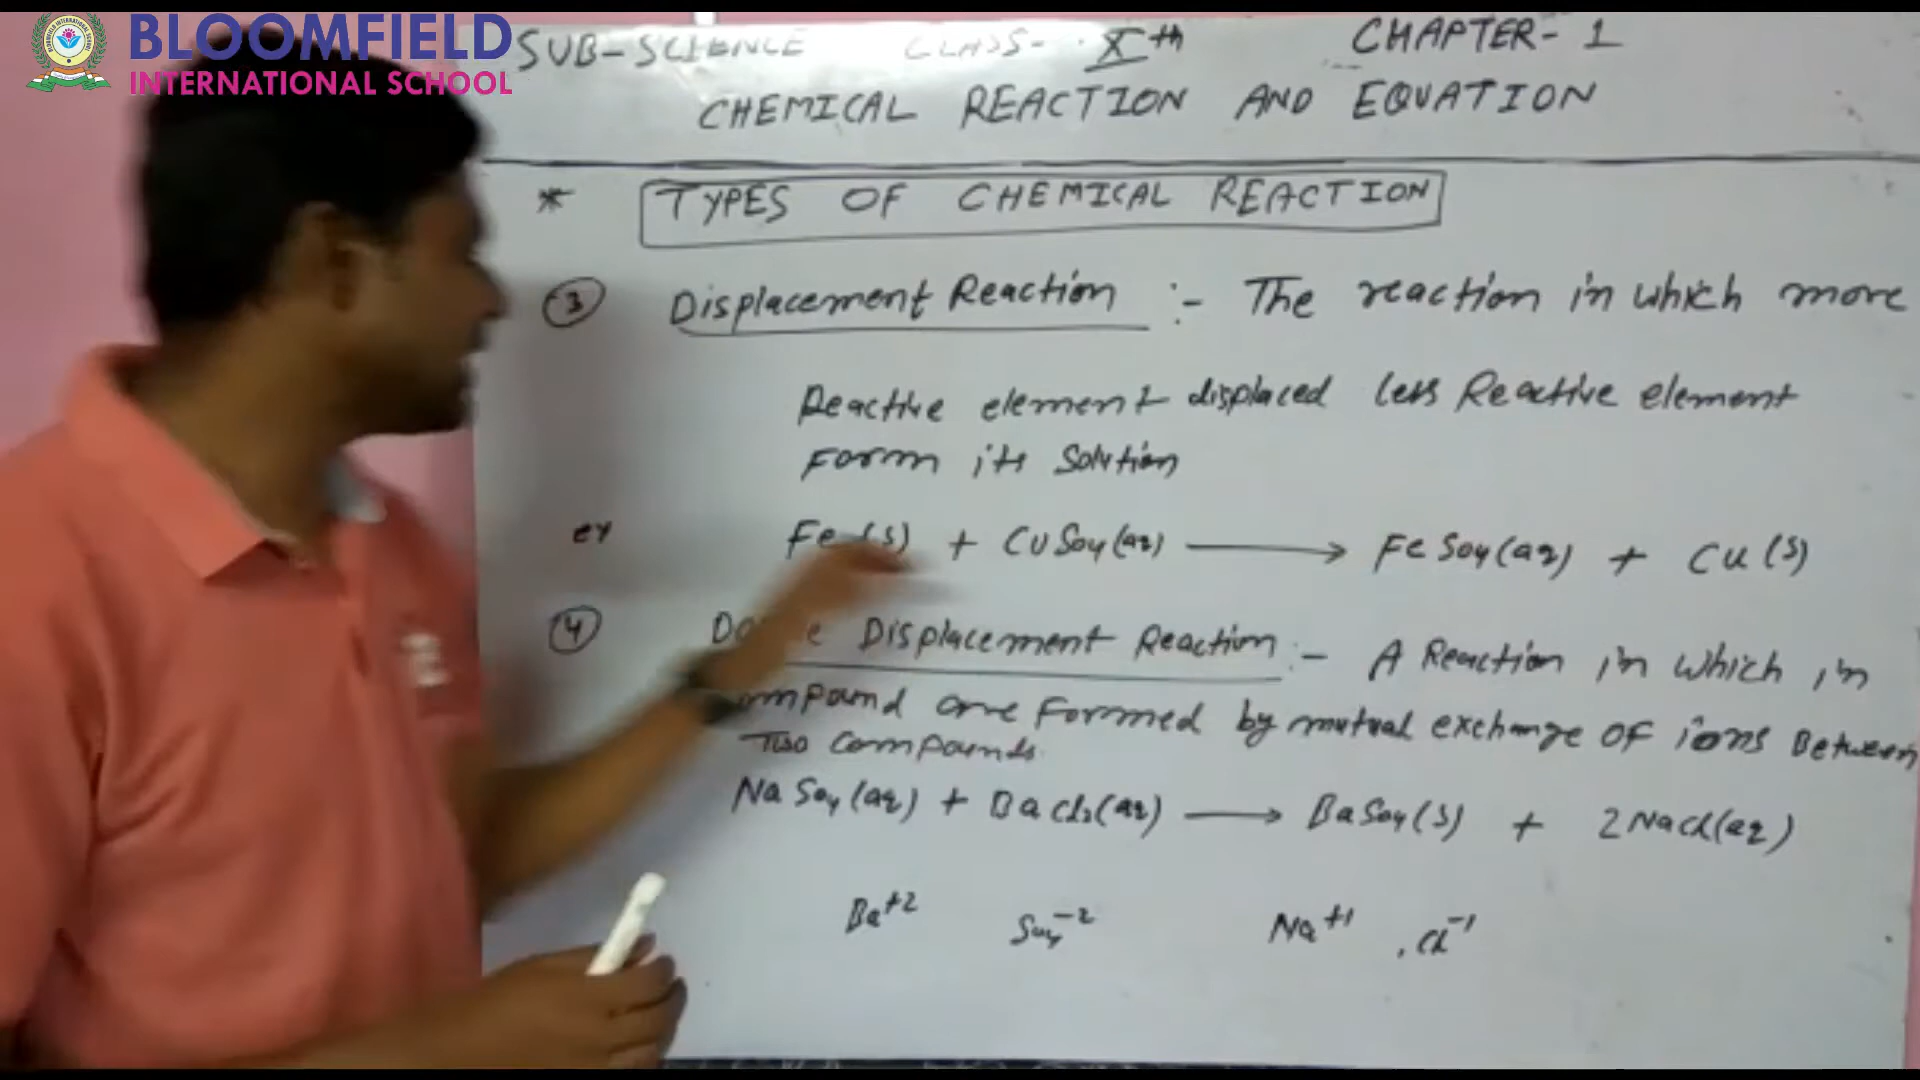 BLOOMFIELD
INTERNATIONAL SCHOOL
SUB-SCIENCE CLASS- Xth CHAPTER-1
CHEMICAL REACTION AND EQUATION
* TYPES OF CHEMICAL REACTION
3 Displacement Reaction :- The reaction in which more
Reactive element displaced less Reactive element
Form its Solution
ex Fe (s) + CuSo4(aq) → FeSo4(aq) + Cu(s)
4 Displacement Reaction :- A Reaction in which in
are Formed by mutual exchange OF ions Between
Two Compounds.
NaSo4(aq) + BaCl2(aq) → BaSo4(s) + 2NaCl(aq)
Ba+2 So4-2 Na+1 , Cl-1